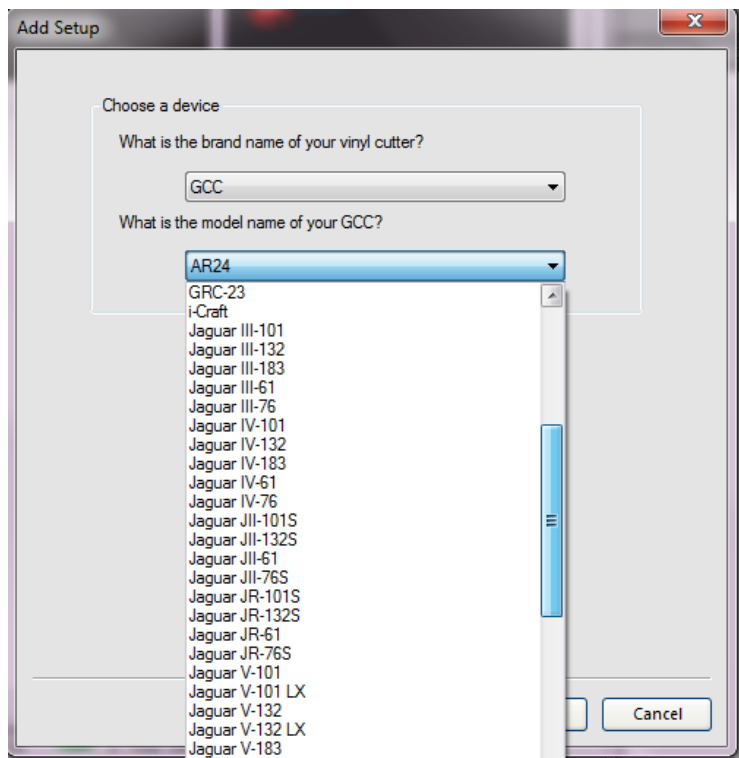 Add Setup
Choose a device
What is the brand name of your vinyl cutter?
GCC
What is the model name of your GCC?
AR24
GRC-23
i-Craft
Jaguar III-101
Jaguar III-132
Jaguar III-183
Jaguar III-61
Jaguar III-76
Jaguar IV-101
Jaguar IV-132
Jaguar IV-183
Jaguar IV-61
Jaguar IV-76
Jaguar JII-101S
Jaguar JII-132S
Jaguar JII-61
Jaguar JII-76S
Jaguar JR-101S
Jaguar JR-132S
Jaguar JR-61
Jaguar JR-76S
Jaguar V-101
Jaguar V-101 LX
Jaguar V-132
Jaguar V-132 LX
Jaguar V-183
Cancel